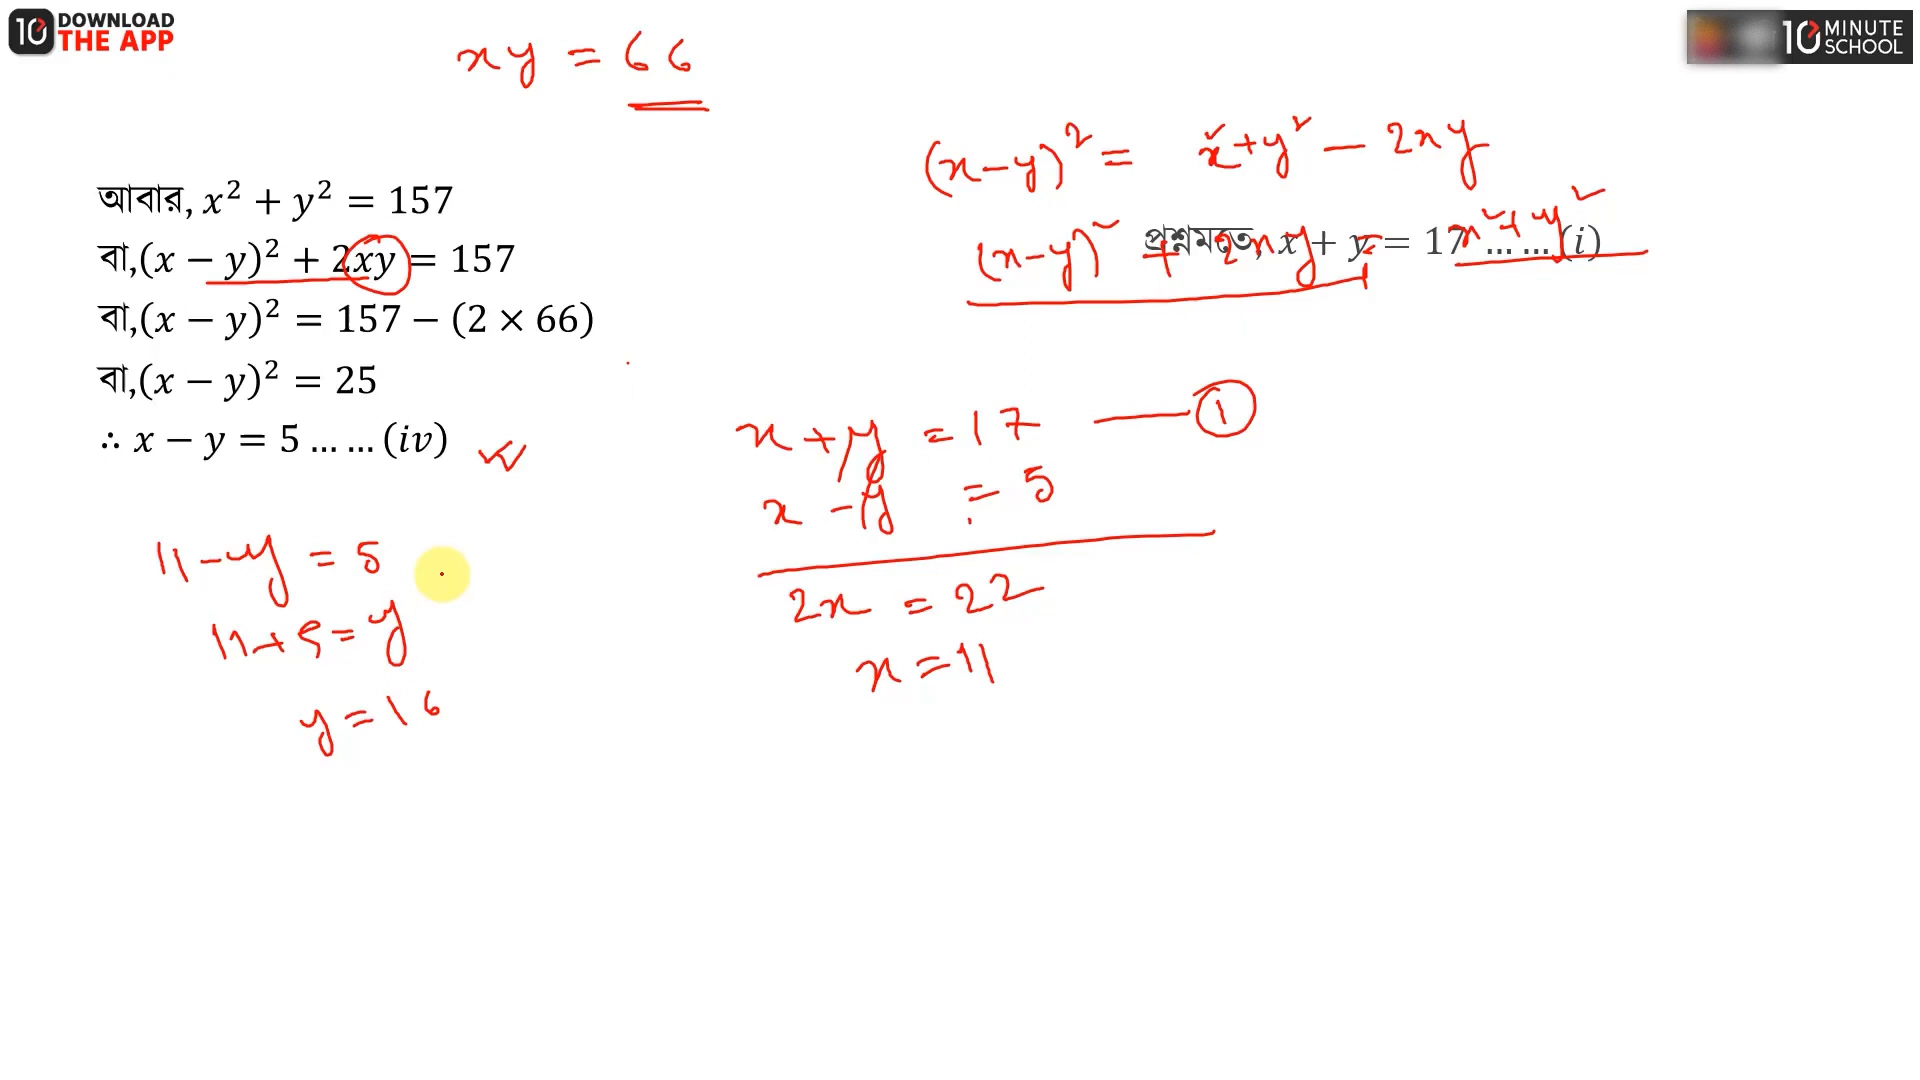 10 DOWNLOAD THE APP
10 MINUTE SCHOOL
xy = 66
(x-y)² = x²+y² - 2xy
আবার, x² + y² = 157
বা,(x − y)² + 2xy = 157
বা,(x − y)² = 157 − (2 × 66)
বা,(x − y)² = 25
∴ x − y = 5 … … (iv)
প্রশ্নমতে, x + y = 17 … … (i)
(x-y)² + 2xy = x²+y²
x+y = 17 — 1
x -y = 5
2x = 22
x = 11
11-y = 5
11+5 = y
y = 16